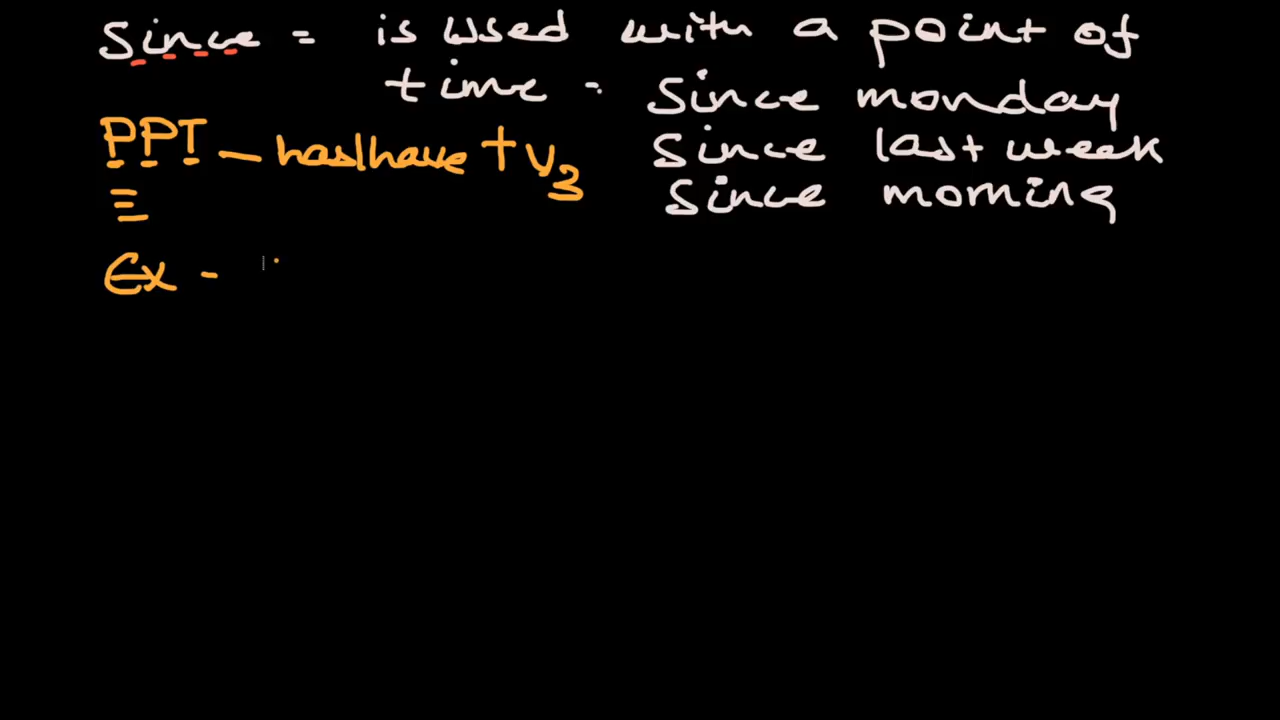 Since = is used with a point of
time - Since monday
PPT - has/have + V3 Since last week
Since morning
Ex -